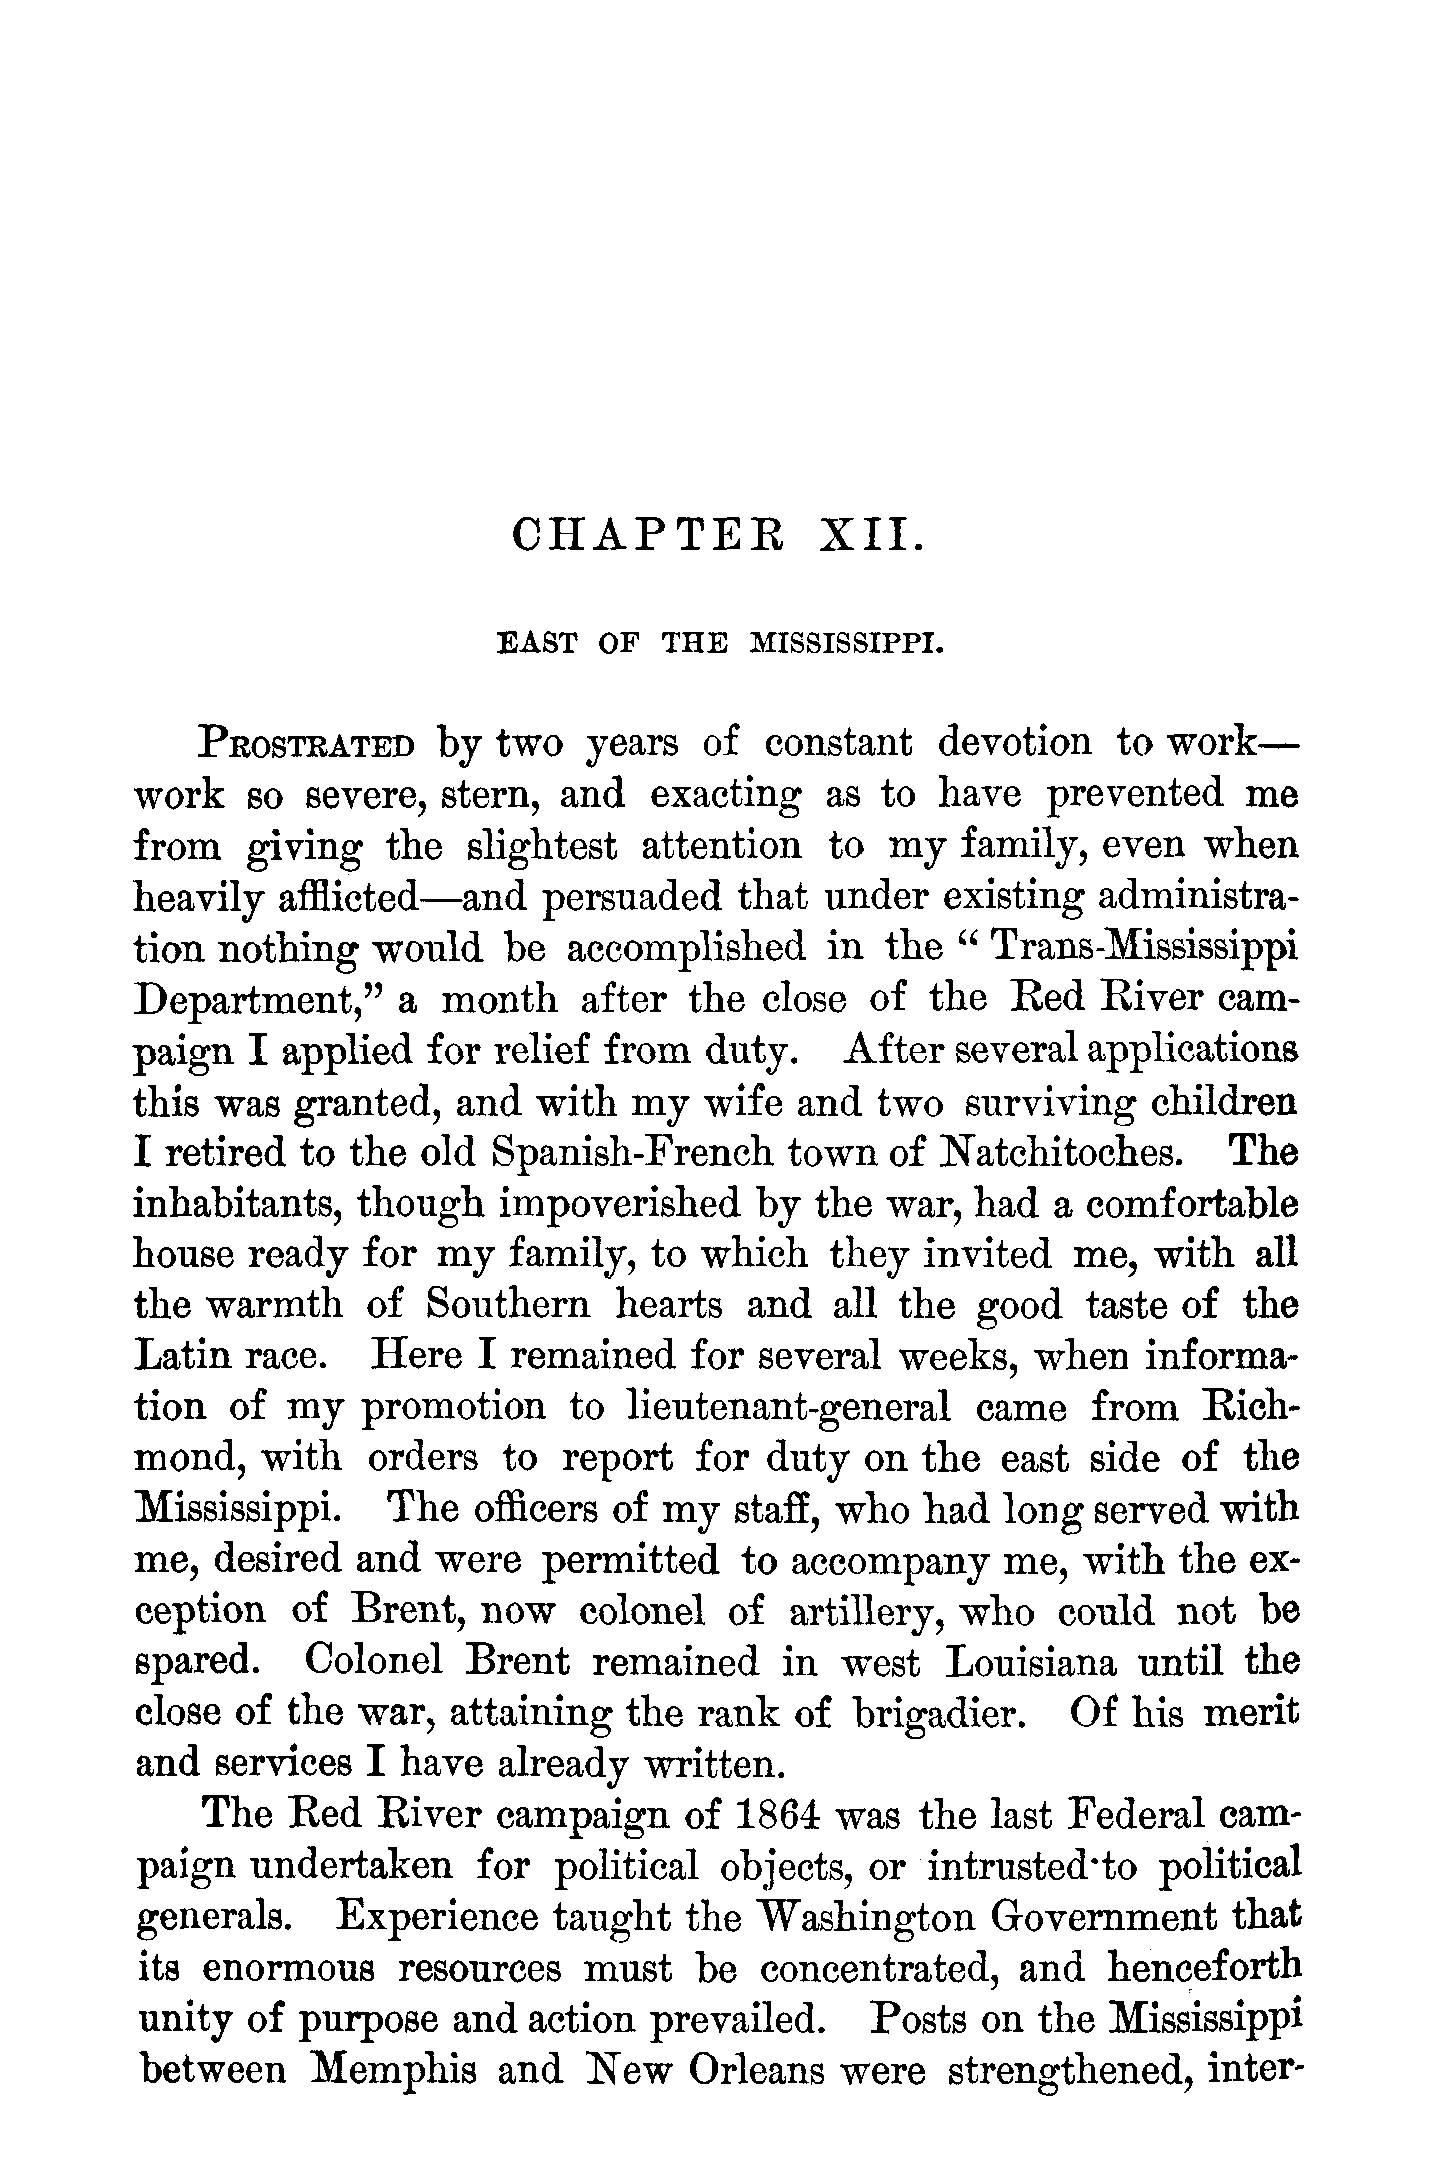 CHAPTER XII.
EAST OF THE MISSISSIPPI.
PROSTRATED by two years of constant devotion to work—
work so severe, stern, and exacting as to have prevented me
from giving the slightest attention to my family, even when
heavily afflicted—and persuaded that under existing administra-
tion nothing would be accomplished in the “ Trans-Mississippi
Department,” a month after the close of the Red River cam-
paign I applied for relief from duty. After several applications
this was granted, and with my wife and two surviving children
I retired to the old Spanish-French town of Natchitoches. The
inhabitants, though impoverished by the war, had a comfortable
house ready for my family, to which they invited me, with all
the warmth of Southern hearts and all the good taste of the
Latin race. Here I remained for several weeks, when informa-
tion of my promotion to lieutenant-general came from Rich-
mond, with orders to report for duty on the east side of the
Mississippi. The officers of my staff, who had long served with
me, desired and were permitted to accompany me, with the ex-
ception of Brent, now colonel of artillery, who could not be
spared. Colonel Brent remained in west Louisiana until the
close of the war, attaining the rank of brigadier. Of his merit
and services I have already written.
The Red River campaign of 1864 was the last Federal cam-
paign undertaken for political objects, or intrusted to political
generals. Experience taught the Washington Government that
its enormous resources must be concentrated, and henceforth
unity of purpose and action prevailed. Posts on the Mississippi
between Memphis and New Orleans were strengthened, inter-